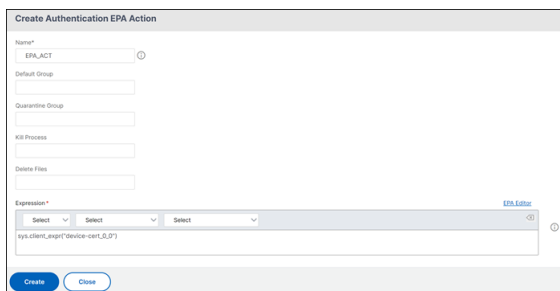 Create Authentication EPA Action
Name*
EPA_ACT
Default Group
Quarantine Group
Kill Process
Delete Files
Expression * EPA Editor
Select Select Select
sys.client_expr("device-cert_0_0")
Create Close